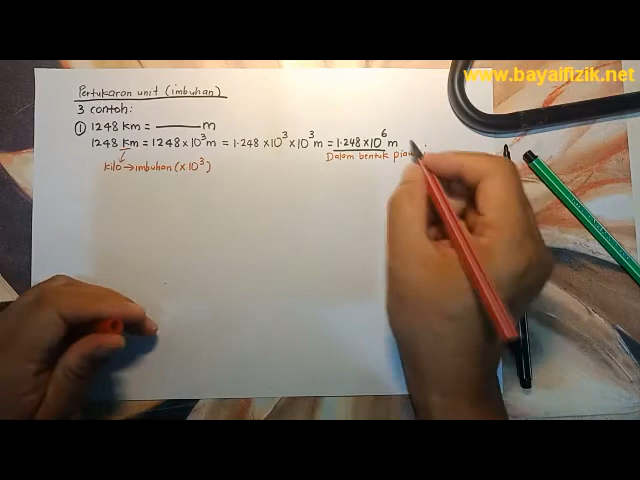 www.bayaifizik.net
Pertukaran unit (imbuhan)
3 contoh:
① 1248 km = ______ m
1248 km = 1248 x 10³ m = 1.248 x 10³ x 10³ m = 1.248 x 10⁶ m
Dalam bentuk
kilo → imbuhan (x 10³)